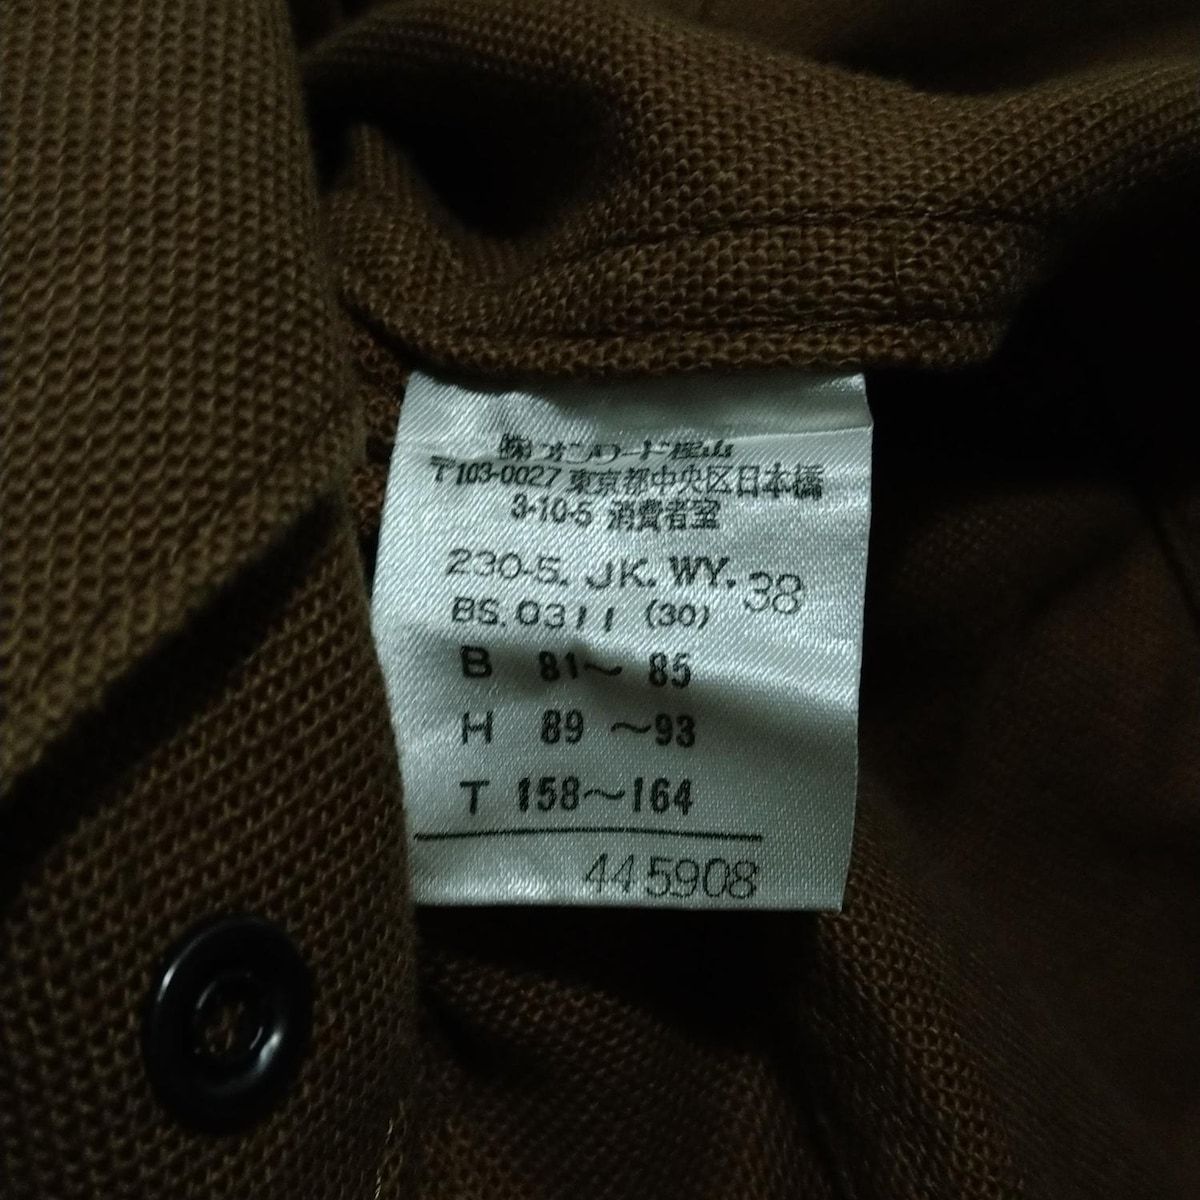 ㈱オンワード樫山
〒103-0027 東京都中央区日本橋
3-10-5 消費者室
230-5. JK. WY. 38
BS. 0311 (30)
B 81～85
H 89～93
T 158～164
445908